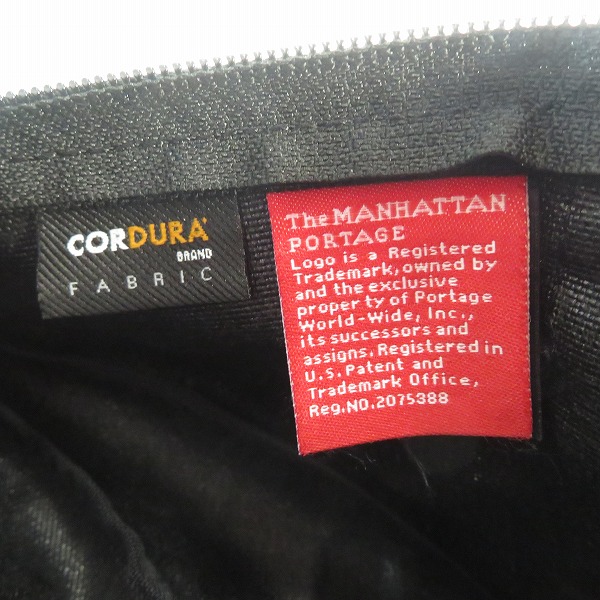 CORDURA
BRAND
FABRIC
The MANHATTAN
PORTAGE
Logo is a Registered
Trademark, owned by
and the exclusive
property of Portage
World-Wide, Inc.,
its successors and
assigns. Registered in
U.S. Patent and
Trademark Office,
Reg.NO.2075388